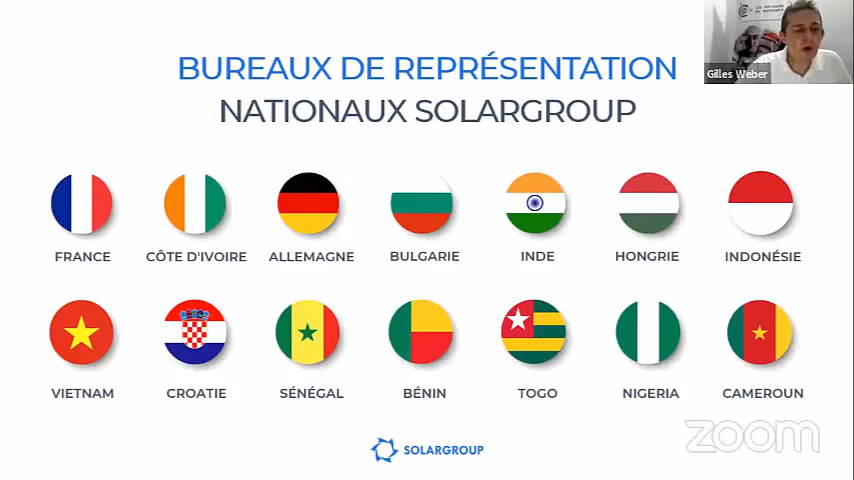 BUREAUX DE REPRÉSENTATION
NATIONAUX SOLARGROUP
Gilles Weber
FRANCE
CÔTE D'IVOIRE
ALLEMAGNE
BULGARIE
INDE
HONGRIE
INDONÉSIE
VIETNAM
CROATIE
SÉNÉGAL
BÉNIN
TOGO
NIGERIA
CAMEROUN
SOLARGROUP
zoom